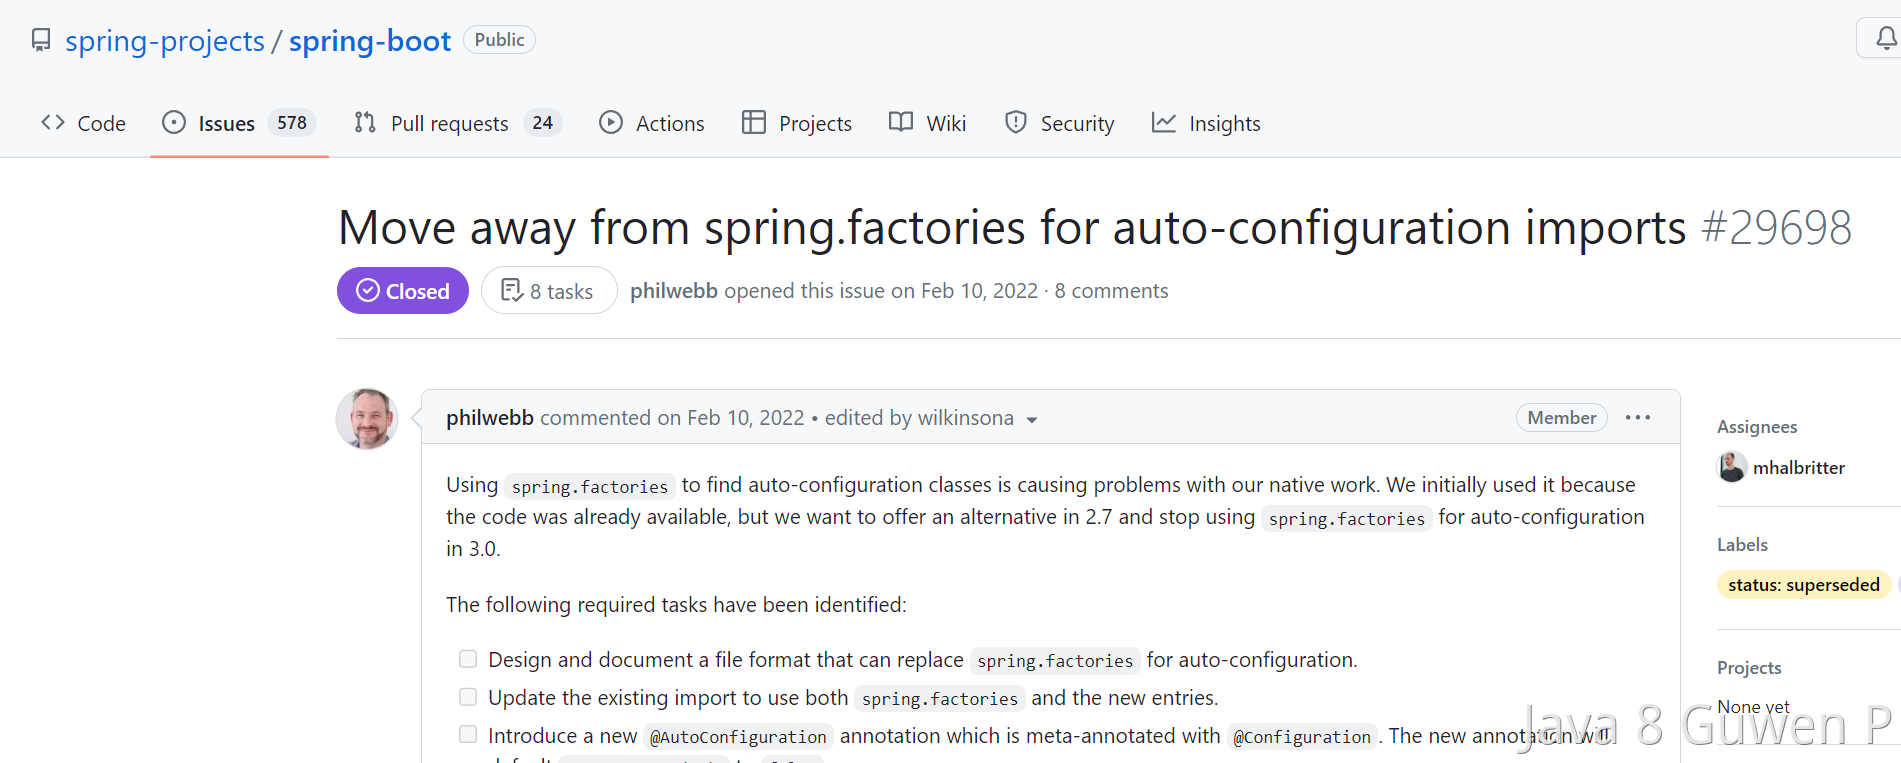 spring-projects / spring-boot Public
Code Issues 578 Pull requests 24 Actions Projects Wiki Security Insights
Move away from spring.factories for auto-configuration imports #29698
Closed 8 tasks philwebb opened this issue on Feb 10, 2022 · 8 comments
philwebb commented on Feb 10, 2022 • edited by wilkinsona Member
Using spring.factories to find auto-configuration classes is causing problems with our native work. We initially used it because
the code was already available, but we want to offer an alternative in 2.7 and stop using spring.factories for auto-configuration
in 3.0.
The following required tasks have been identified:
Design and document a file format that can replace spring.factories for auto-configuration.
Update the existing import to use both spring.factories and the new entries.
Introduce a new @AutoConfiguration annotation which is meta-annotated with @Configuration. The new annotation will
Assignees
mhalbritter
Labels
status: superseded
Projects
None yet
Java 8 Guwen P